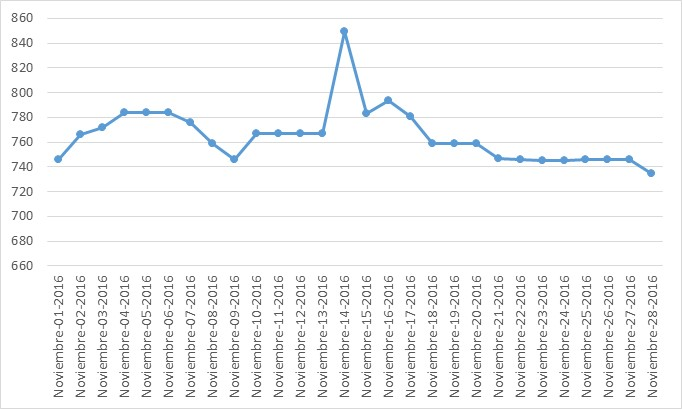 860
840
820
800
780
760
740
720
700
680
660
Noviembre-01-2016
Noviembre-02-2016
Noviembre-03-2016
Noviembre-04-2016
Noviembre-05-2016
Noviembre-06-2016
Noviembre-07-2016
Noviembre-08-2016
Noviembre-09-2016
Noviembre-10-2016
Noviembre-11-2016
Noviembre-12-2016
Noviembre-13-2016
Noviembre-14-2016
Noviembre-15-2016
Noviembre-16-2016
Noviembre-17-2016
Noviembre-18-2016
Noviembre-19-2016
Noviembre-20-2016
Noviembre-21-2016
Noviembre-22-2016
Noviembre-23-2016
Noviembre-24-2016
Noviembre-25-2016
Noviembre-26-2016
Noviembre-27-2016
Noviembre-28-2016